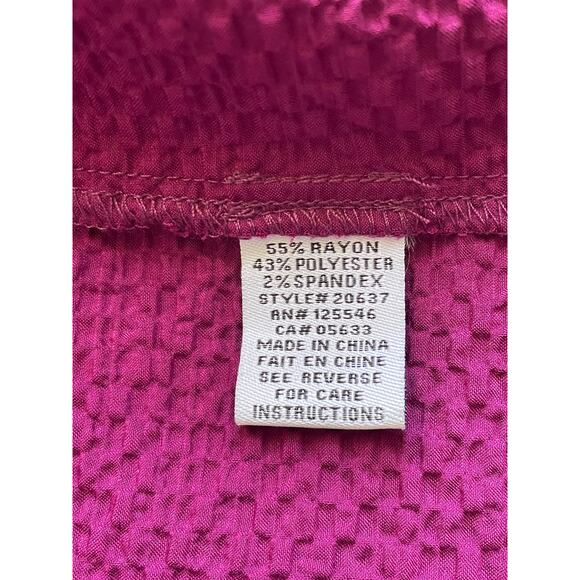 55% RAYON
43% POLYESTER
2% SPANDEX
STYLE# 20637
RN# 125546
CA# 05633
MADE IN CHINA
FAIT EN CHINE
SEE REVERSE
FOR CARE
INSTRUCTIONS